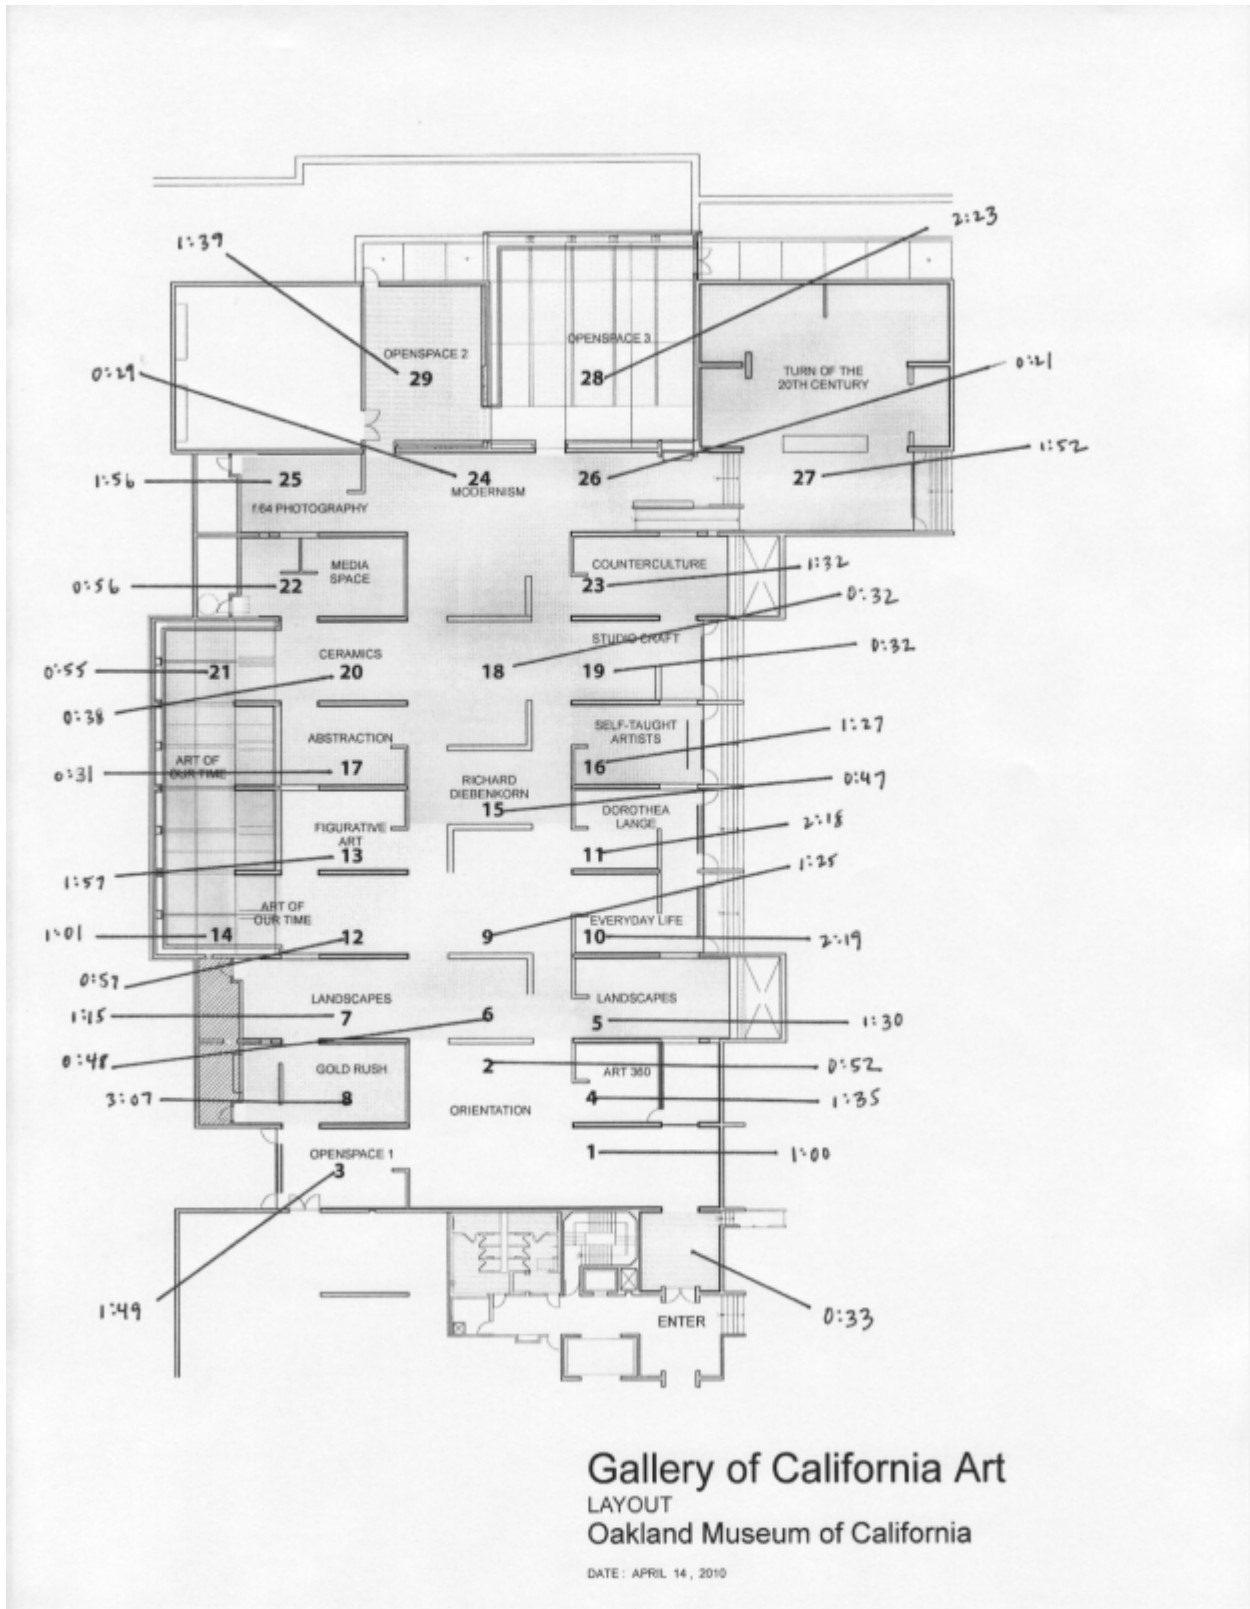 2:23
1:39
OPENSPACE 3
OPENSPACE 2
29
28
0:29
0:21
TURN OF THE
20TH CENTURY
1:52
1:56
25
24
26
27
MODERNISM
f.64 PHOTOGRAPHY
MEDIA
SPACE
COUNTERCULTURE
1:32
0:56
22
23
0:32
STUDIO CRAFT
0:32
CERAMICS
0:55
21
20
18
19
0:38
SELF-TAUGHT
ARTISTS
1:27
ABSTRACTION
ART OF
OUR TIME
0:31
17
16
RICHARD
DIEBENKORN
0:47
15
DOROTHEA
LANGE
2:18
FIGURATIVE
ART
13
11
1:25
1:57
ART OF
OUR TIME
EVERYDAY LIFE
1:01
14
12
9
10
2:19
0:57
LANDSCAPES
LANDSCAPES
1:15
7
6
5
1:30
0:48
GOLD RUSH
2
ART 360
0:52
3:07
8
4
1:35
ORIENTATION
OPENSPACE 1
1
1:00
3
1:49
0:33
ENTER
Gallery of California Art
LAYOUT
Oakland Museum of California
DATE: APRIL 14, 2010